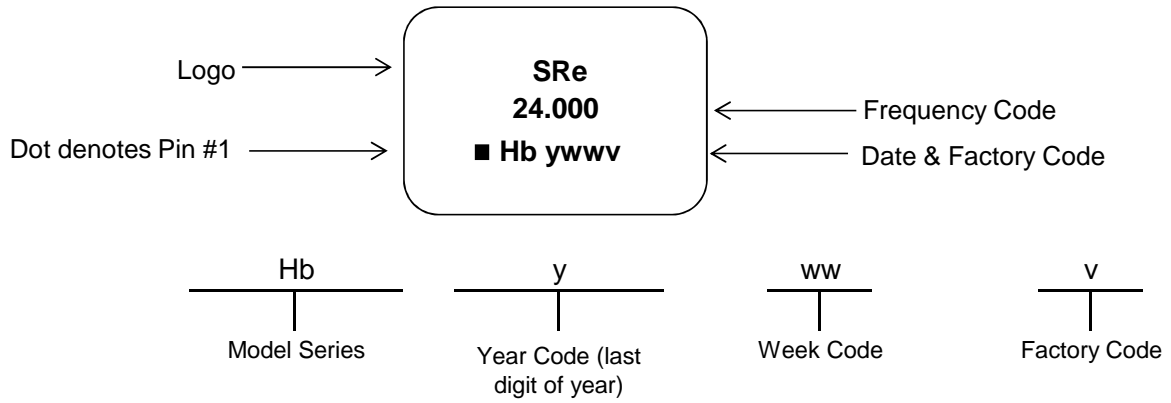 Logo
SRe
24.000
Frequency Code
Dot denotes Pin #1
■ Hb ywwv
Date & Factory Code
Hb
y
ww
v
Model Series
Year Code (last
digit of year)
Week Code
Factory Code